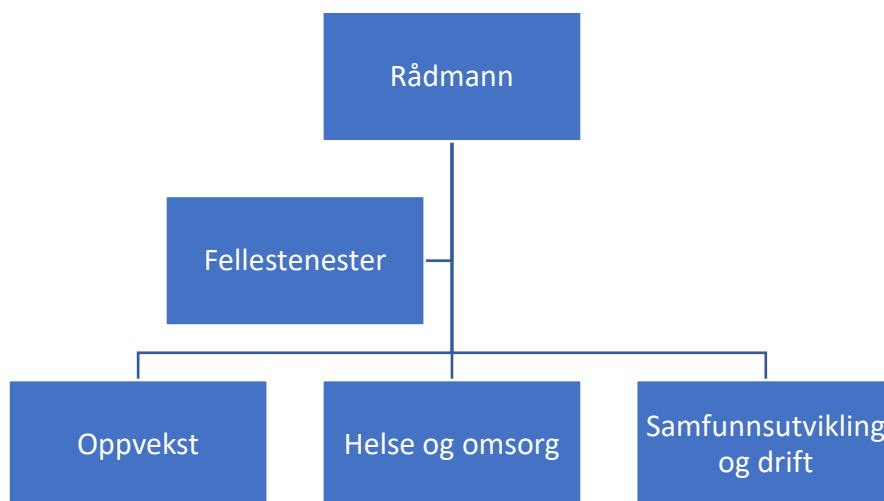 Rådmann
Fellestenester
Oppvekst
Helse og omsorg
Samfunnsutvikling
og drift